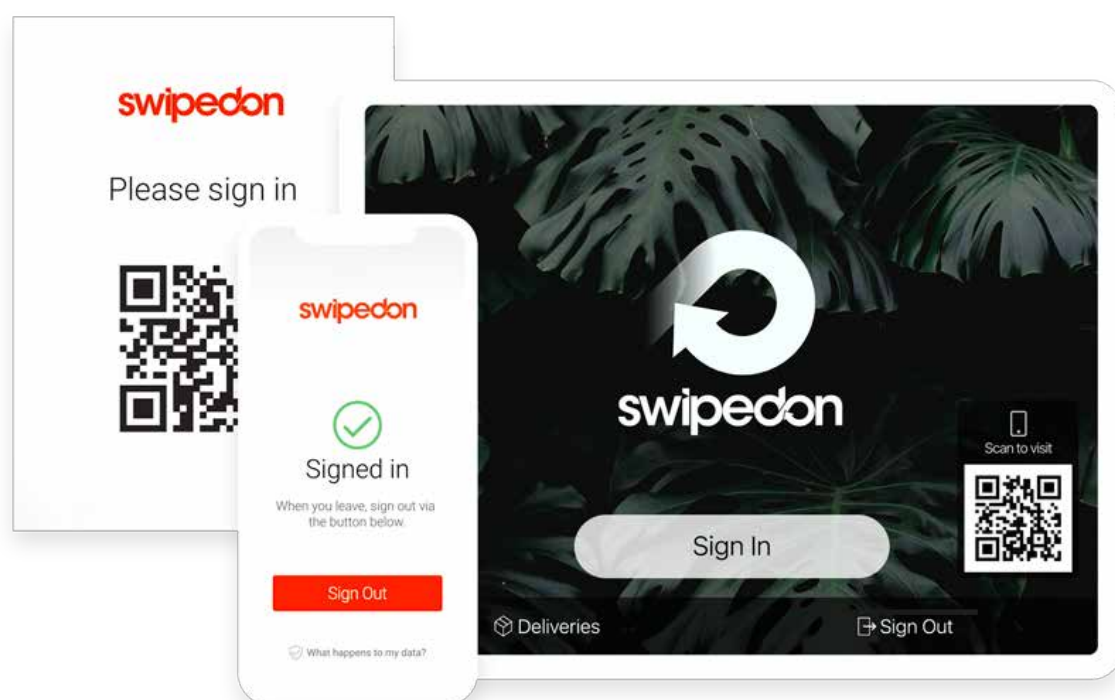 swipedon
Please sign in
swipedon
Signed in
When you leave, sign out via
the button below.
Sign Out
What happens to my data?
swipedon
Sign In
Scan to visit
Deliveries
Sign Out